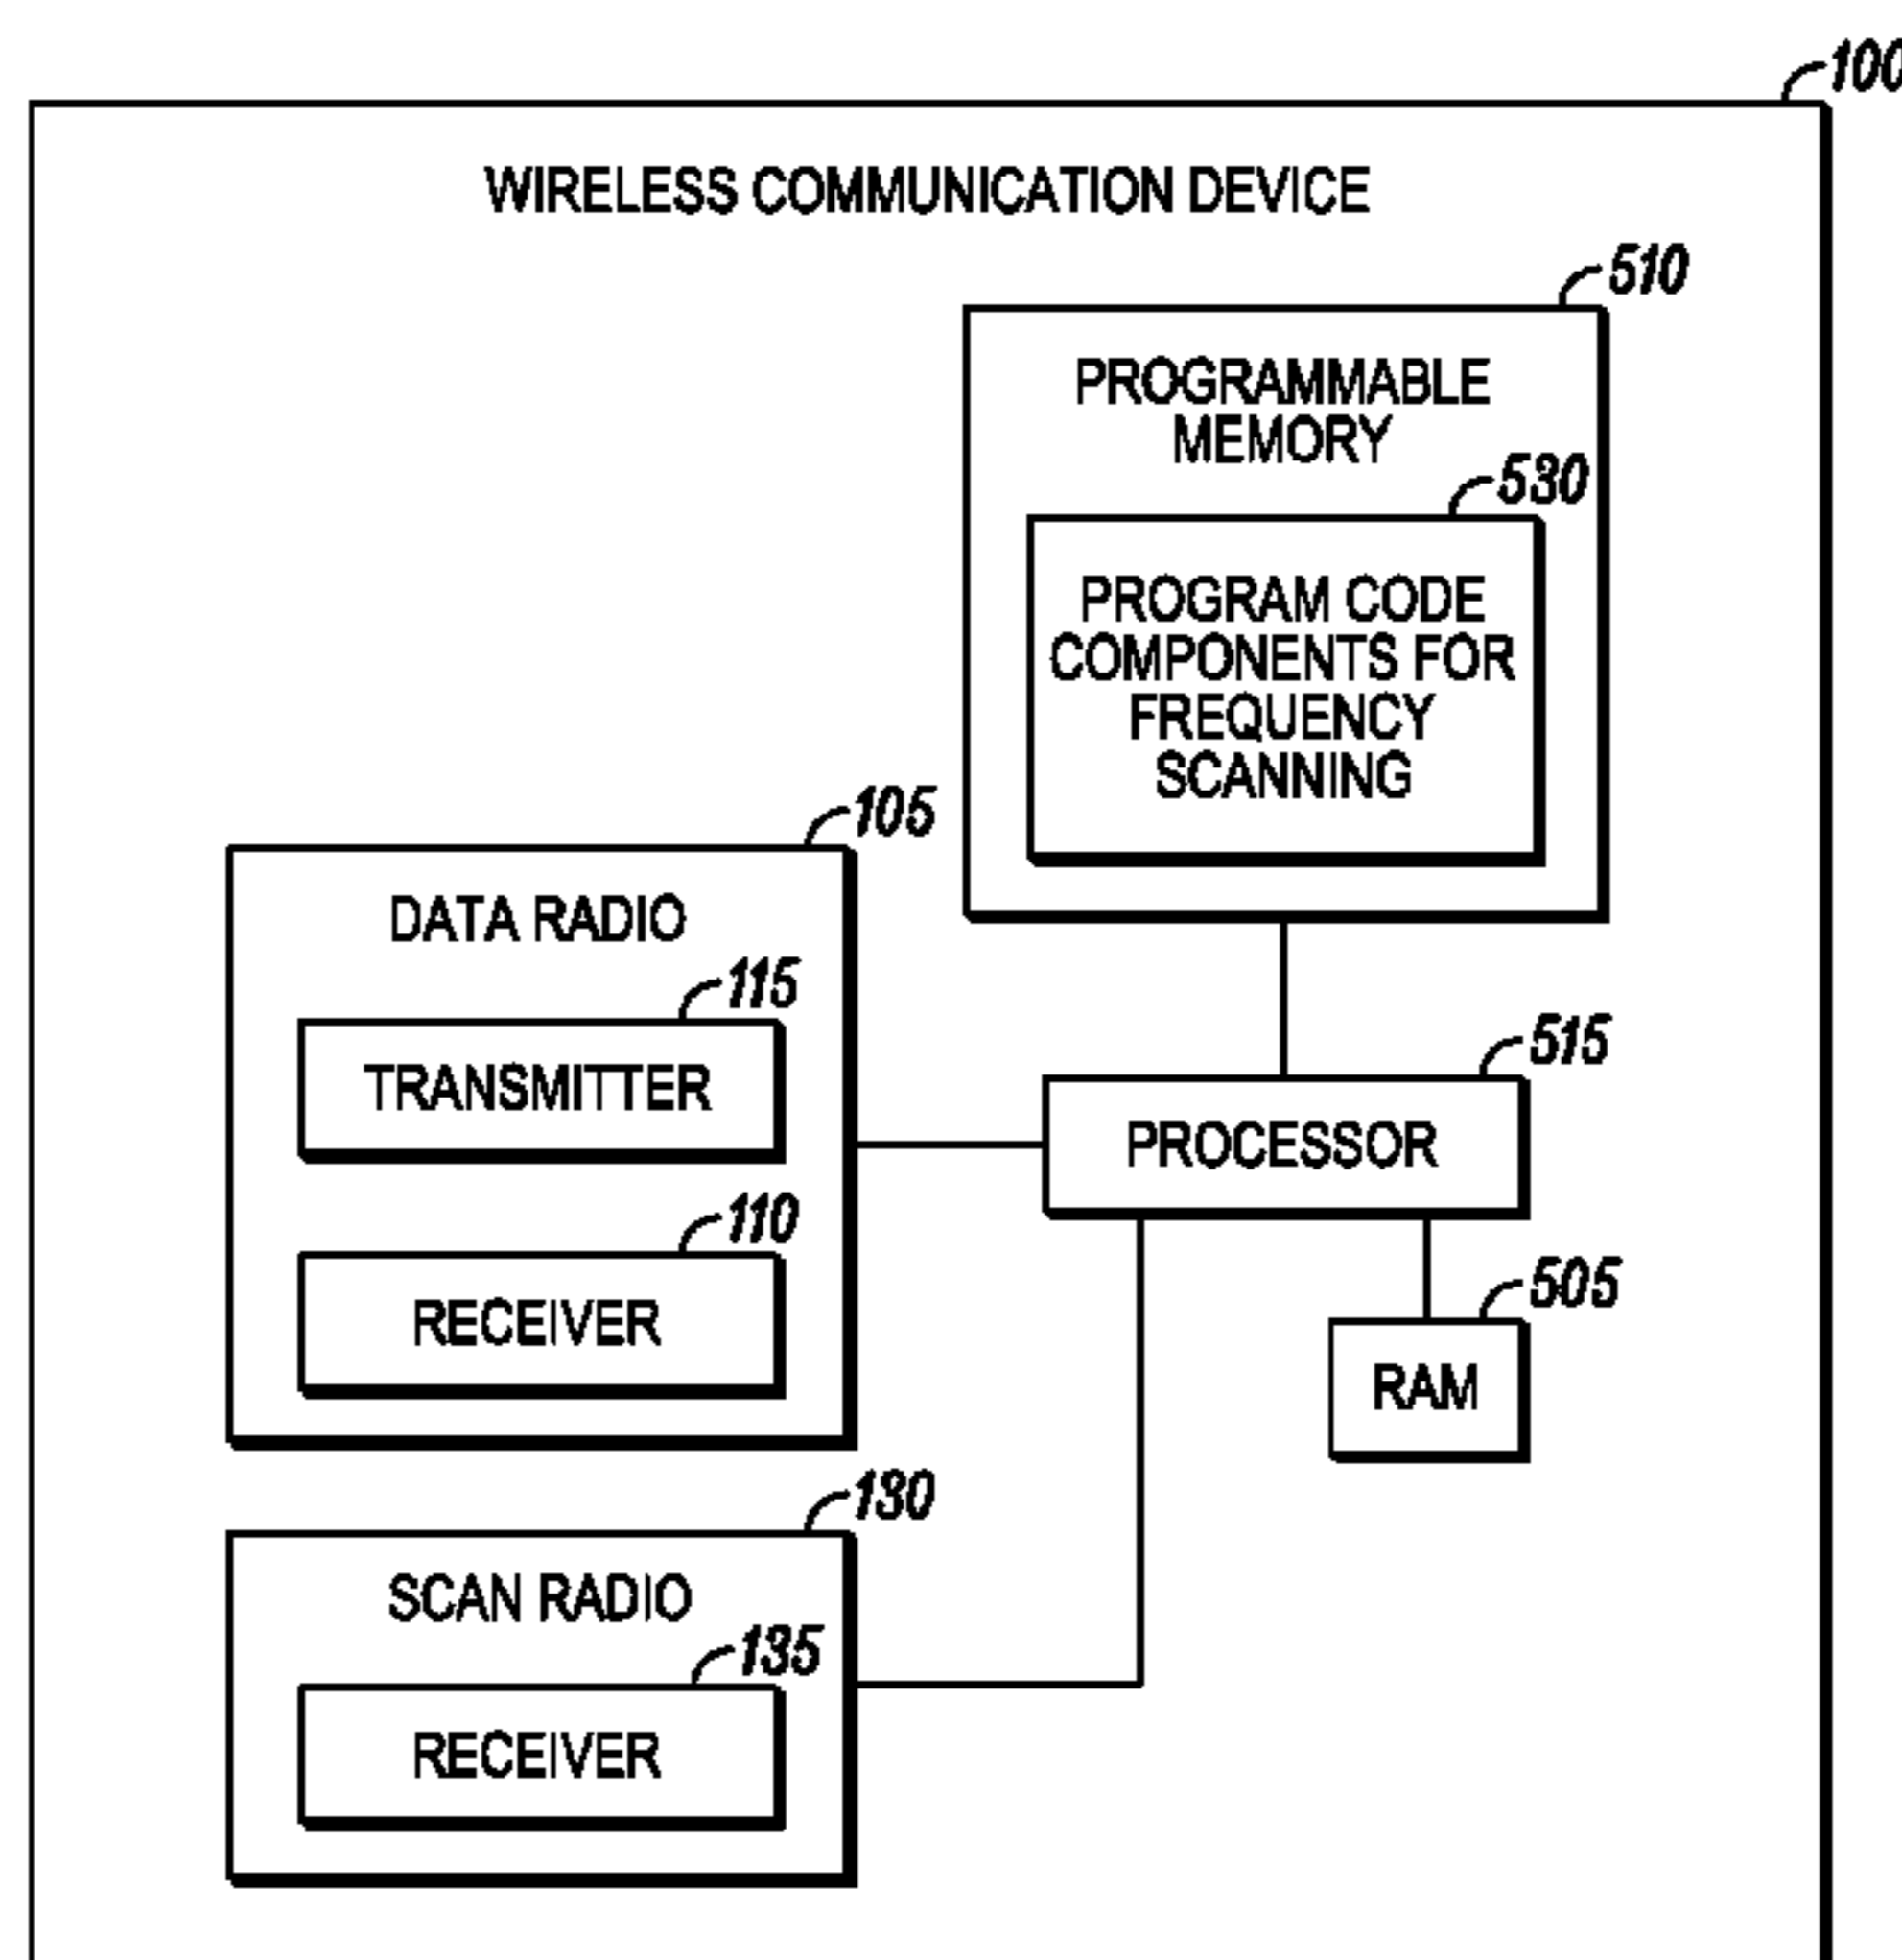 100
WIRELESS COMMUNICATION DEVICE
510
PROGRAMMABLE
MEMORY
530
PROGRAM CODE
COMPONENTS FOR
FREQUENCY
SCANNING
105
DATA RADIO
115
TRANSMITTER
515
PROCESSOR
110
RECEIVER
505
RAM
130
SCAN RADIO
135
RECEIVER